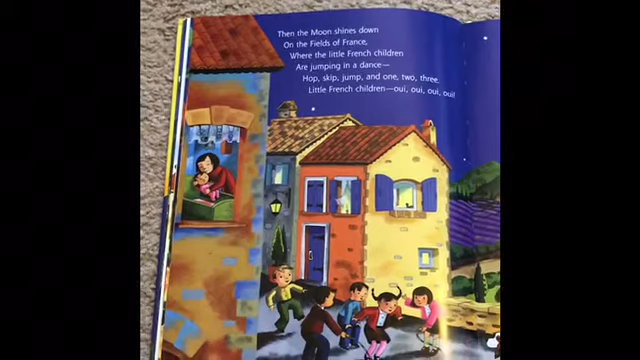 Then the Moon shines down
On the Fields of France,
Where the little French children
Are jumping in a dance—
Hop, skip, jump, and one, two, three.
Little French children—oui, oui, oui, oui!